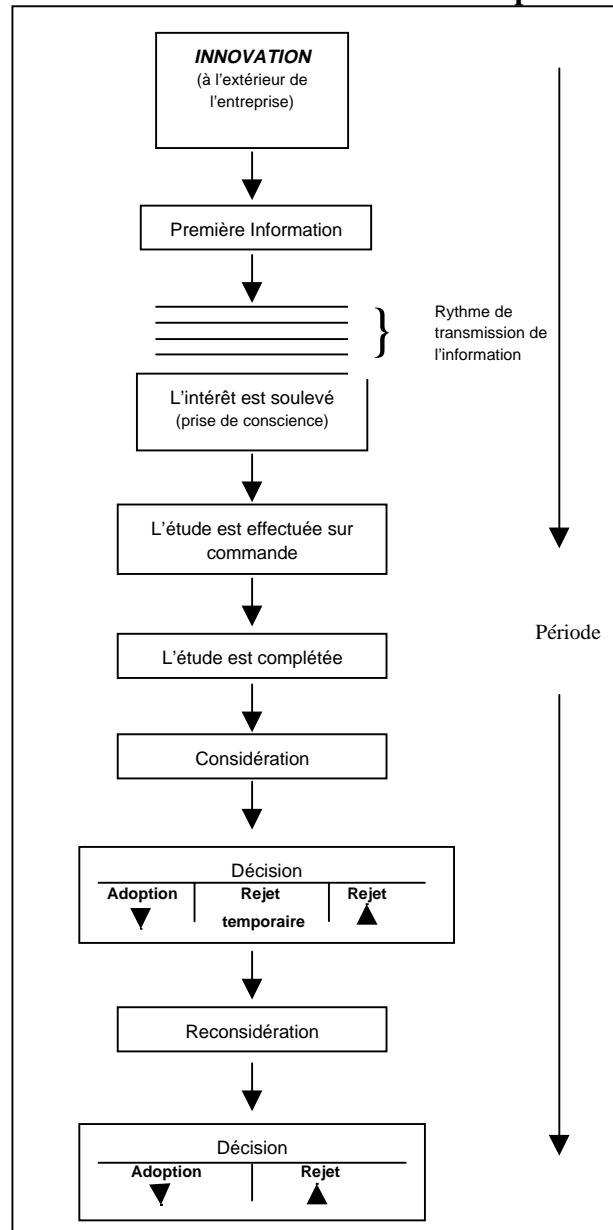 INNOVATION
(à l'extérieur de
l'entreprise)
Première Information
Rythme de
transmission de
l'information
L'intérêt est soulevé
(prise de conscience)
L'étude est effectuée sur
commande
Période
L'étude est complétée
Considération
Décision
Adoption Rejet Rejet
temporaire
Reconsidération
Décision
Adoption Rejet